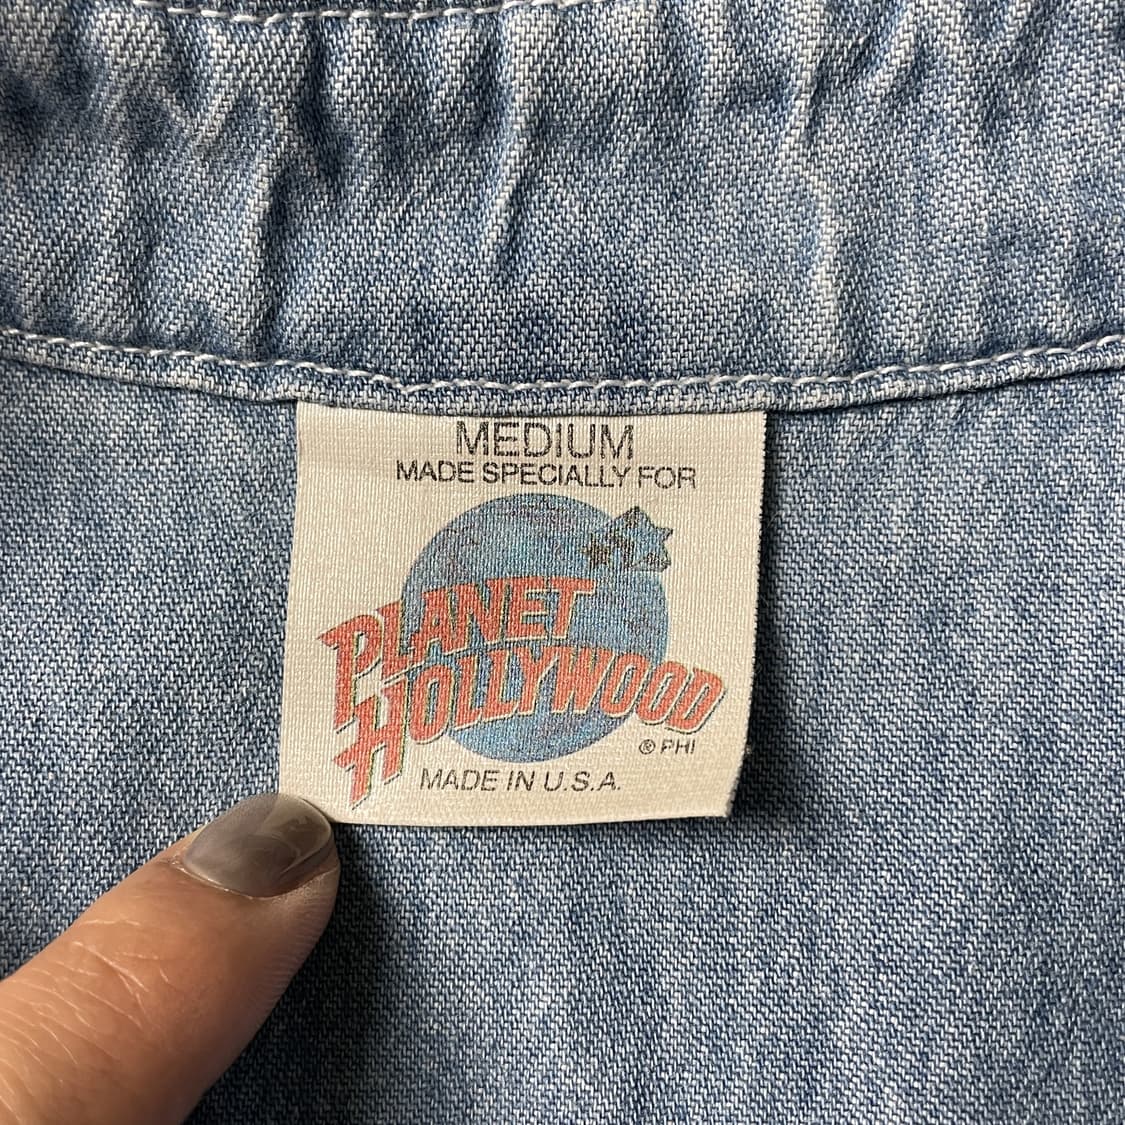 MEDIUM
MADE SPECIALLY FOR
PLANET
HOLLYWOOD
® PHI
MADE IN U.S.A.